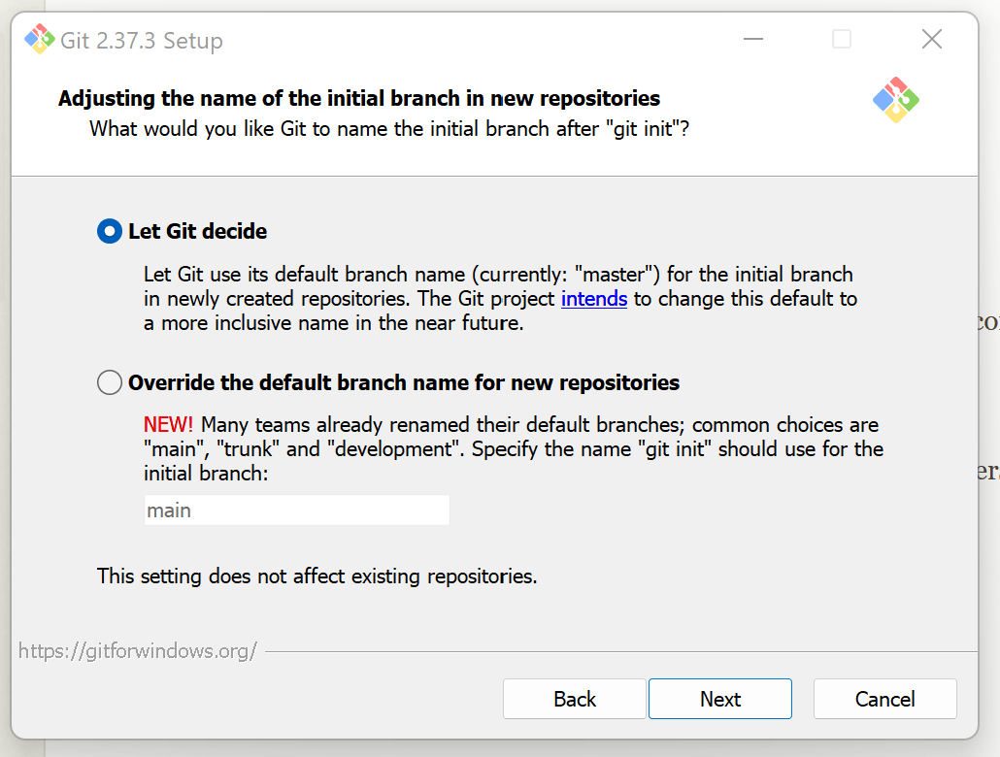 Git 2.37.3 Setup
Adjusting the name of the initial branch in new repositories
What would you like Git to name the initial branch after "git init"?
Let Git decide
Let Git use its default branch name (currently: "master") for the initial branch
in newly created repositories. The Git project intends to change this default to
a more inclusive name in the near future.
Override the default branch name for new repositories
NEW! Many teams already renamed their default branches; common choices are
"main", "trunk" and "development". Specify the name "git init" should use for the
initial branch:
main
This setting does not affect existing repositories.
https://gitforwindows.org/
Back Next Cancel